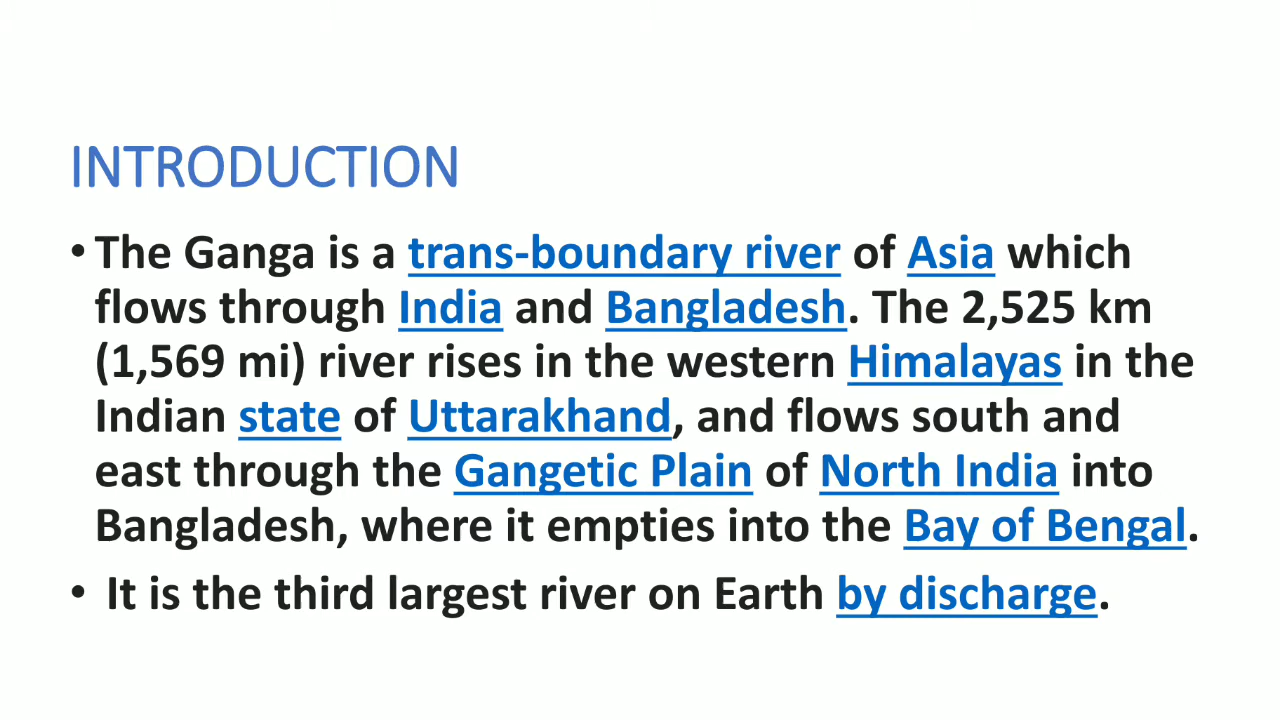 INTRODUCTION
• The Ganga is a trans-boundary river of Asia which
flows through India and Bangladesh. The 2,525 km
(1,569 mi) river rises in the western Himalayas in the
Indian state of Uttarakhand, and flows south and
east through the Gangetic Plain of North India into
Bangladesh, where it empties into the Bay of Bengal.
• It is the third largest river on Earth by discharge.